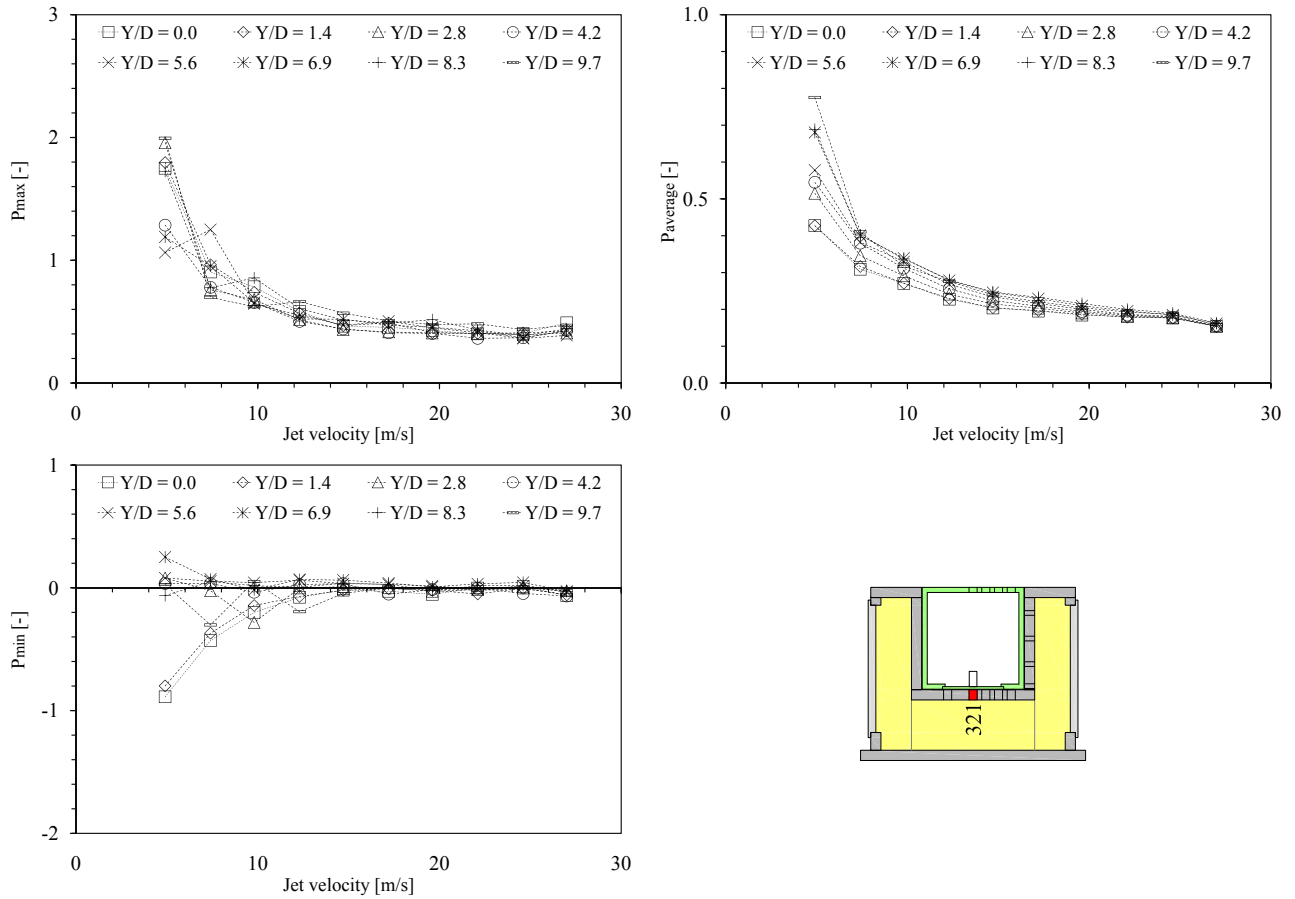 3
Y/D = 0.0 Y/D = 1.4 Y/D = 2.8 Y/D = 4.2
Y/D = 5.6 Y/D = 6.9 Y/D = 8.3 Y/D = 9.7
2
Pmax [-]
1
0
0 10 20 30
Jet velocity [m/s]
1.0
Y/D = 0.0 Y/D = 1.4 Y/D = 2.8 Y/D = 4.2
Y/D = 5.6 Y/D = 6.9 Y/D = 8.3 Y/D = 9.7
Paverage [-]
0.5
0.0
0 10 20 30
Jet velocity [m/s]
1
Y/D = 0.0 Y/D = 1.4 Y/D = 2.8 Y/D = 4.2
Y/D = 5.6 Y/D = 6.9 Y/D = 8.3 Y/D = 9.7
0
Pmin [-]
-1
-2
0 10 20 30
Jet velocity [m/s]
321